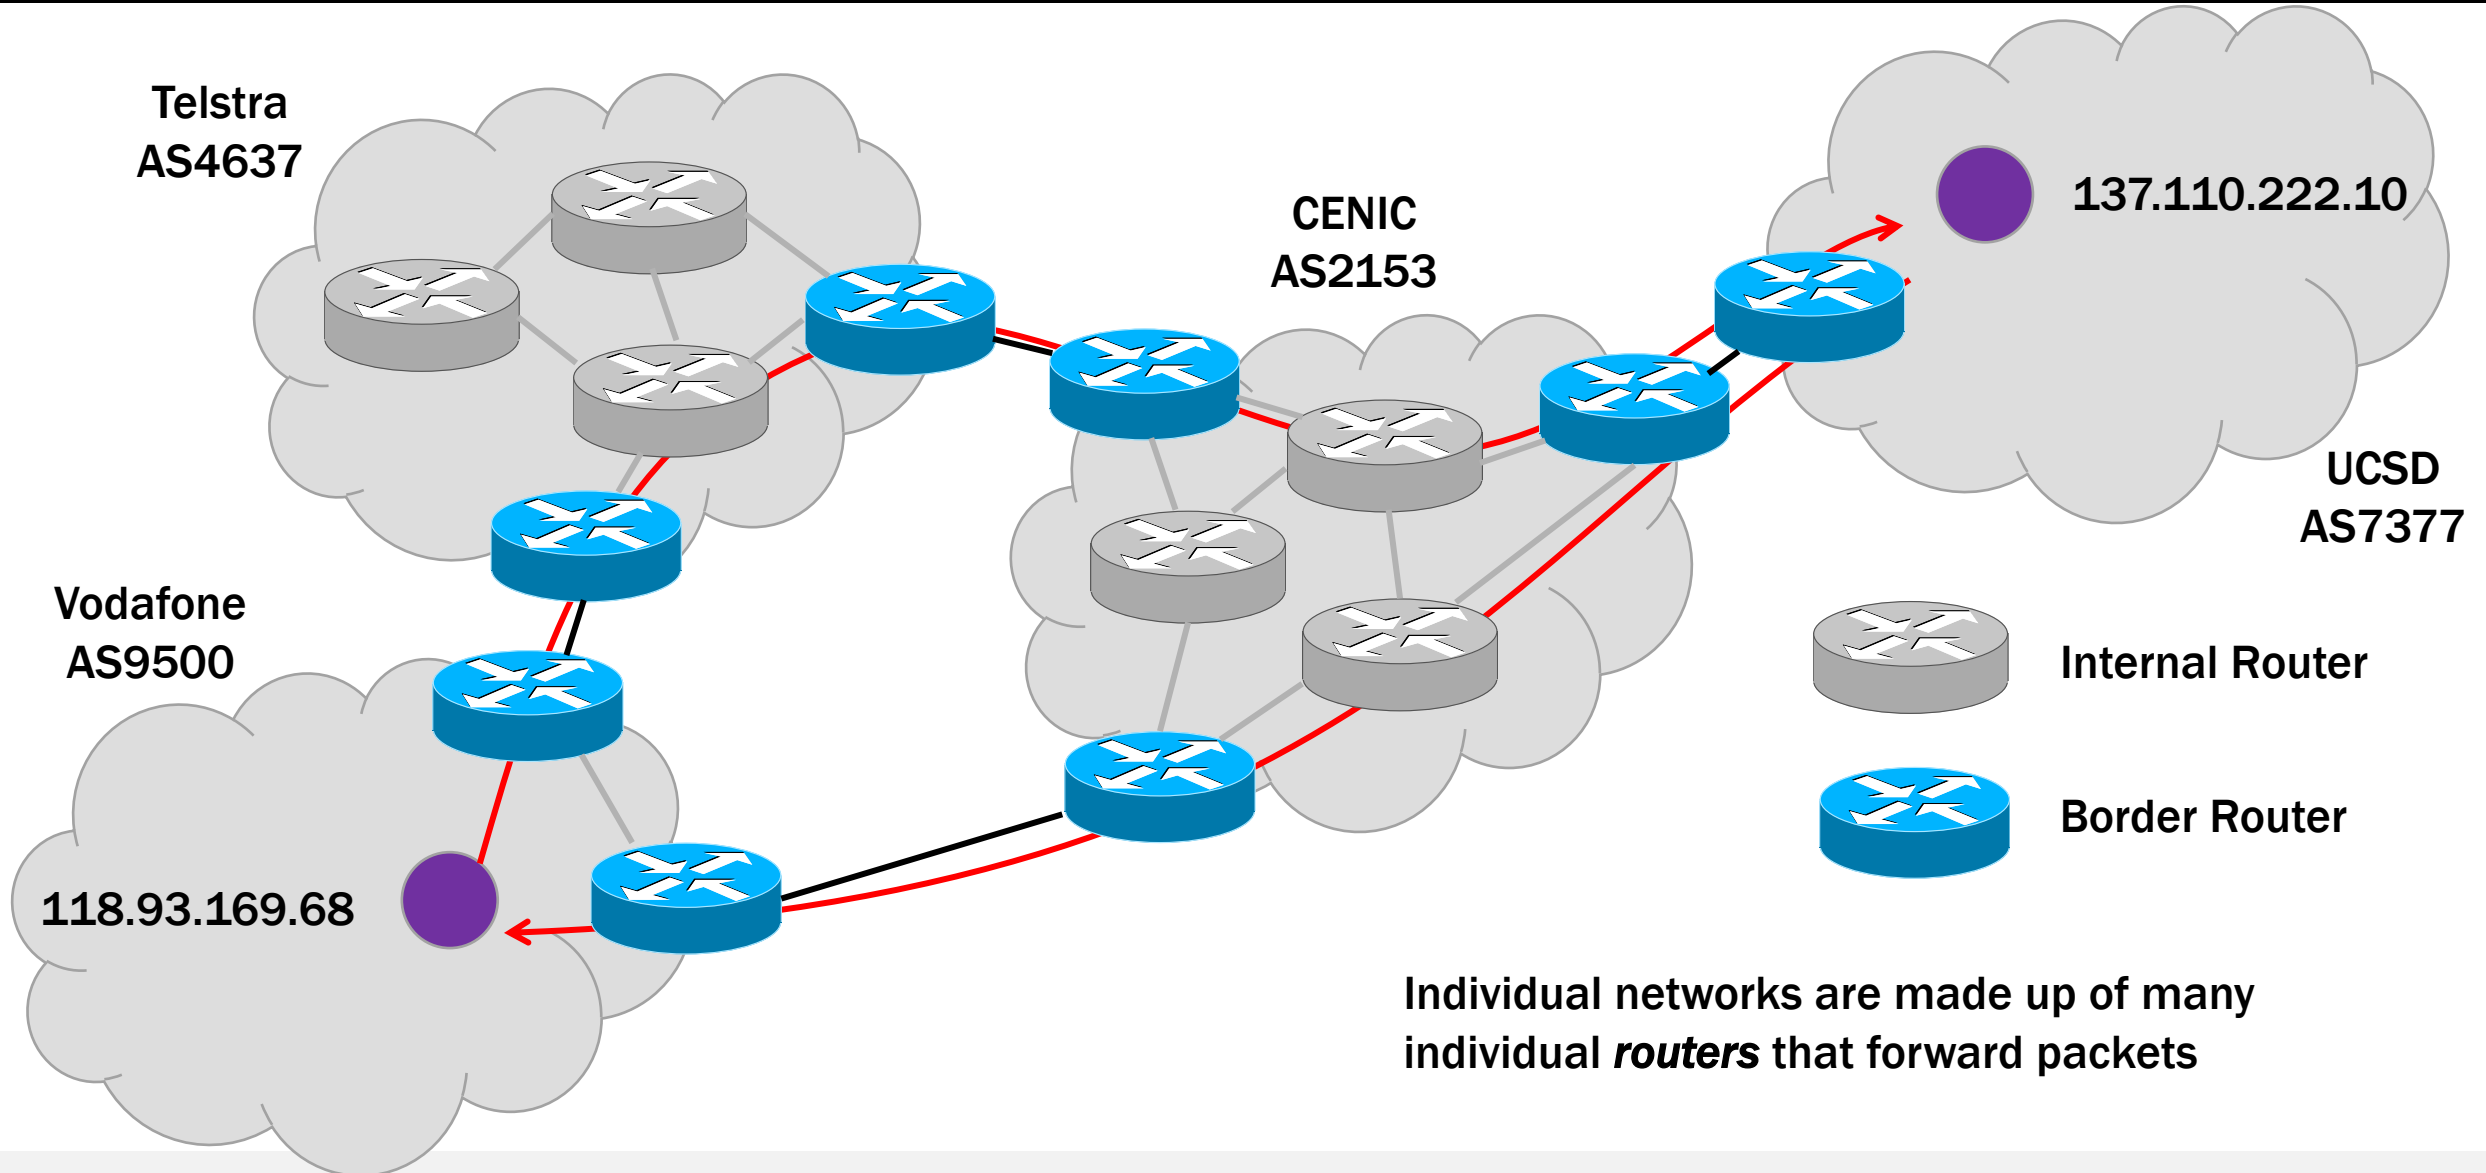 Telstra
AS4637
CENIC
AS2153
137.110.222.10
UCSD
AS7377
Vodafone
AS9500
118.93.169.68
Internal Router
Border Router
Individual networks are made up of many
individual routers that forward packets